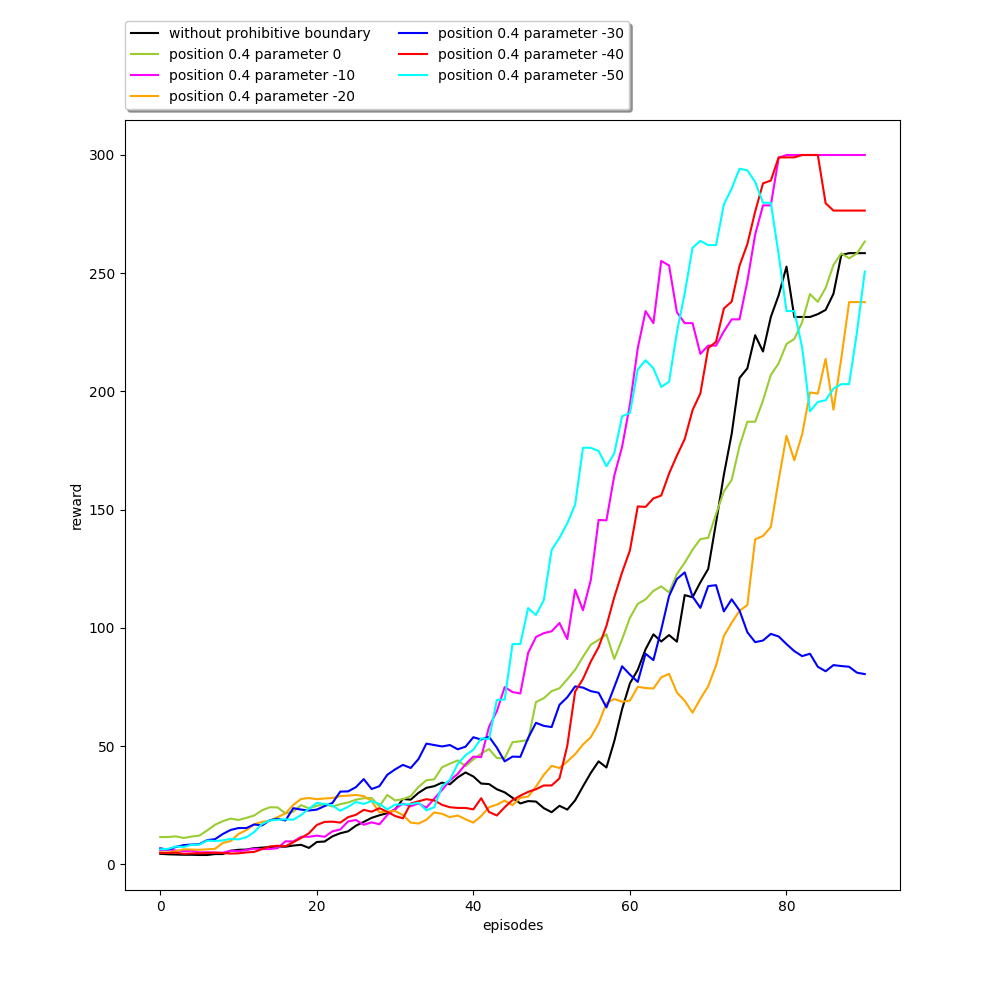 without prohibitive boundary
position 0.4 parameter 0
position 0.4 parameter -10
position 0.4 parameter -20
position 0.4 parameter -30
position 0.4 parameter -40
position 0.4 parameter -50
300
250
200
150
100
50
0
reward
0 20 40 60 80
episodes